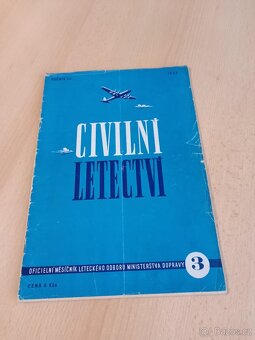 CIVILNÍ
LETECTVÍ
OFICIELNÍ MĚSÍČNÍK LETECKÉHO ODBORU MINISTERSTVA DOPRAVY
3